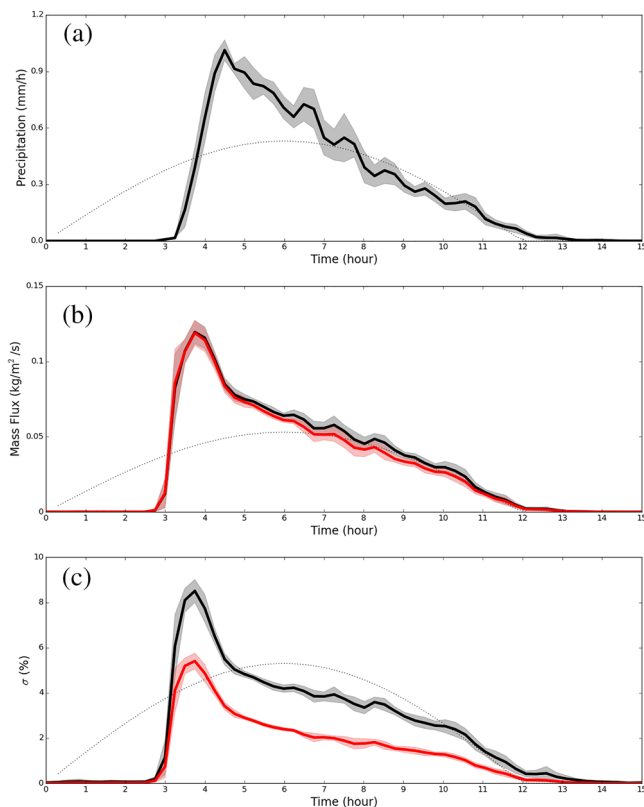 (a)
Precipitation (mm/h)
1.2
0.9
0.6
0.3
0.0
0 1 2 3 4 5 6 7 8 9 10 11 12 13 14 15
Time (hour)
(b)
Mass Flux (kg/m²/s)
0.15
0.1
0.05
0
0 1 2 3 4 5 6 7 8 9 10 11 12 13 14 15
Time (hour)
(c)
σ (%)
10
8
6
4
2
0
0 1 2 3 4 5 6 7 8 9 10 11 12 13 14 15
Time (hour)